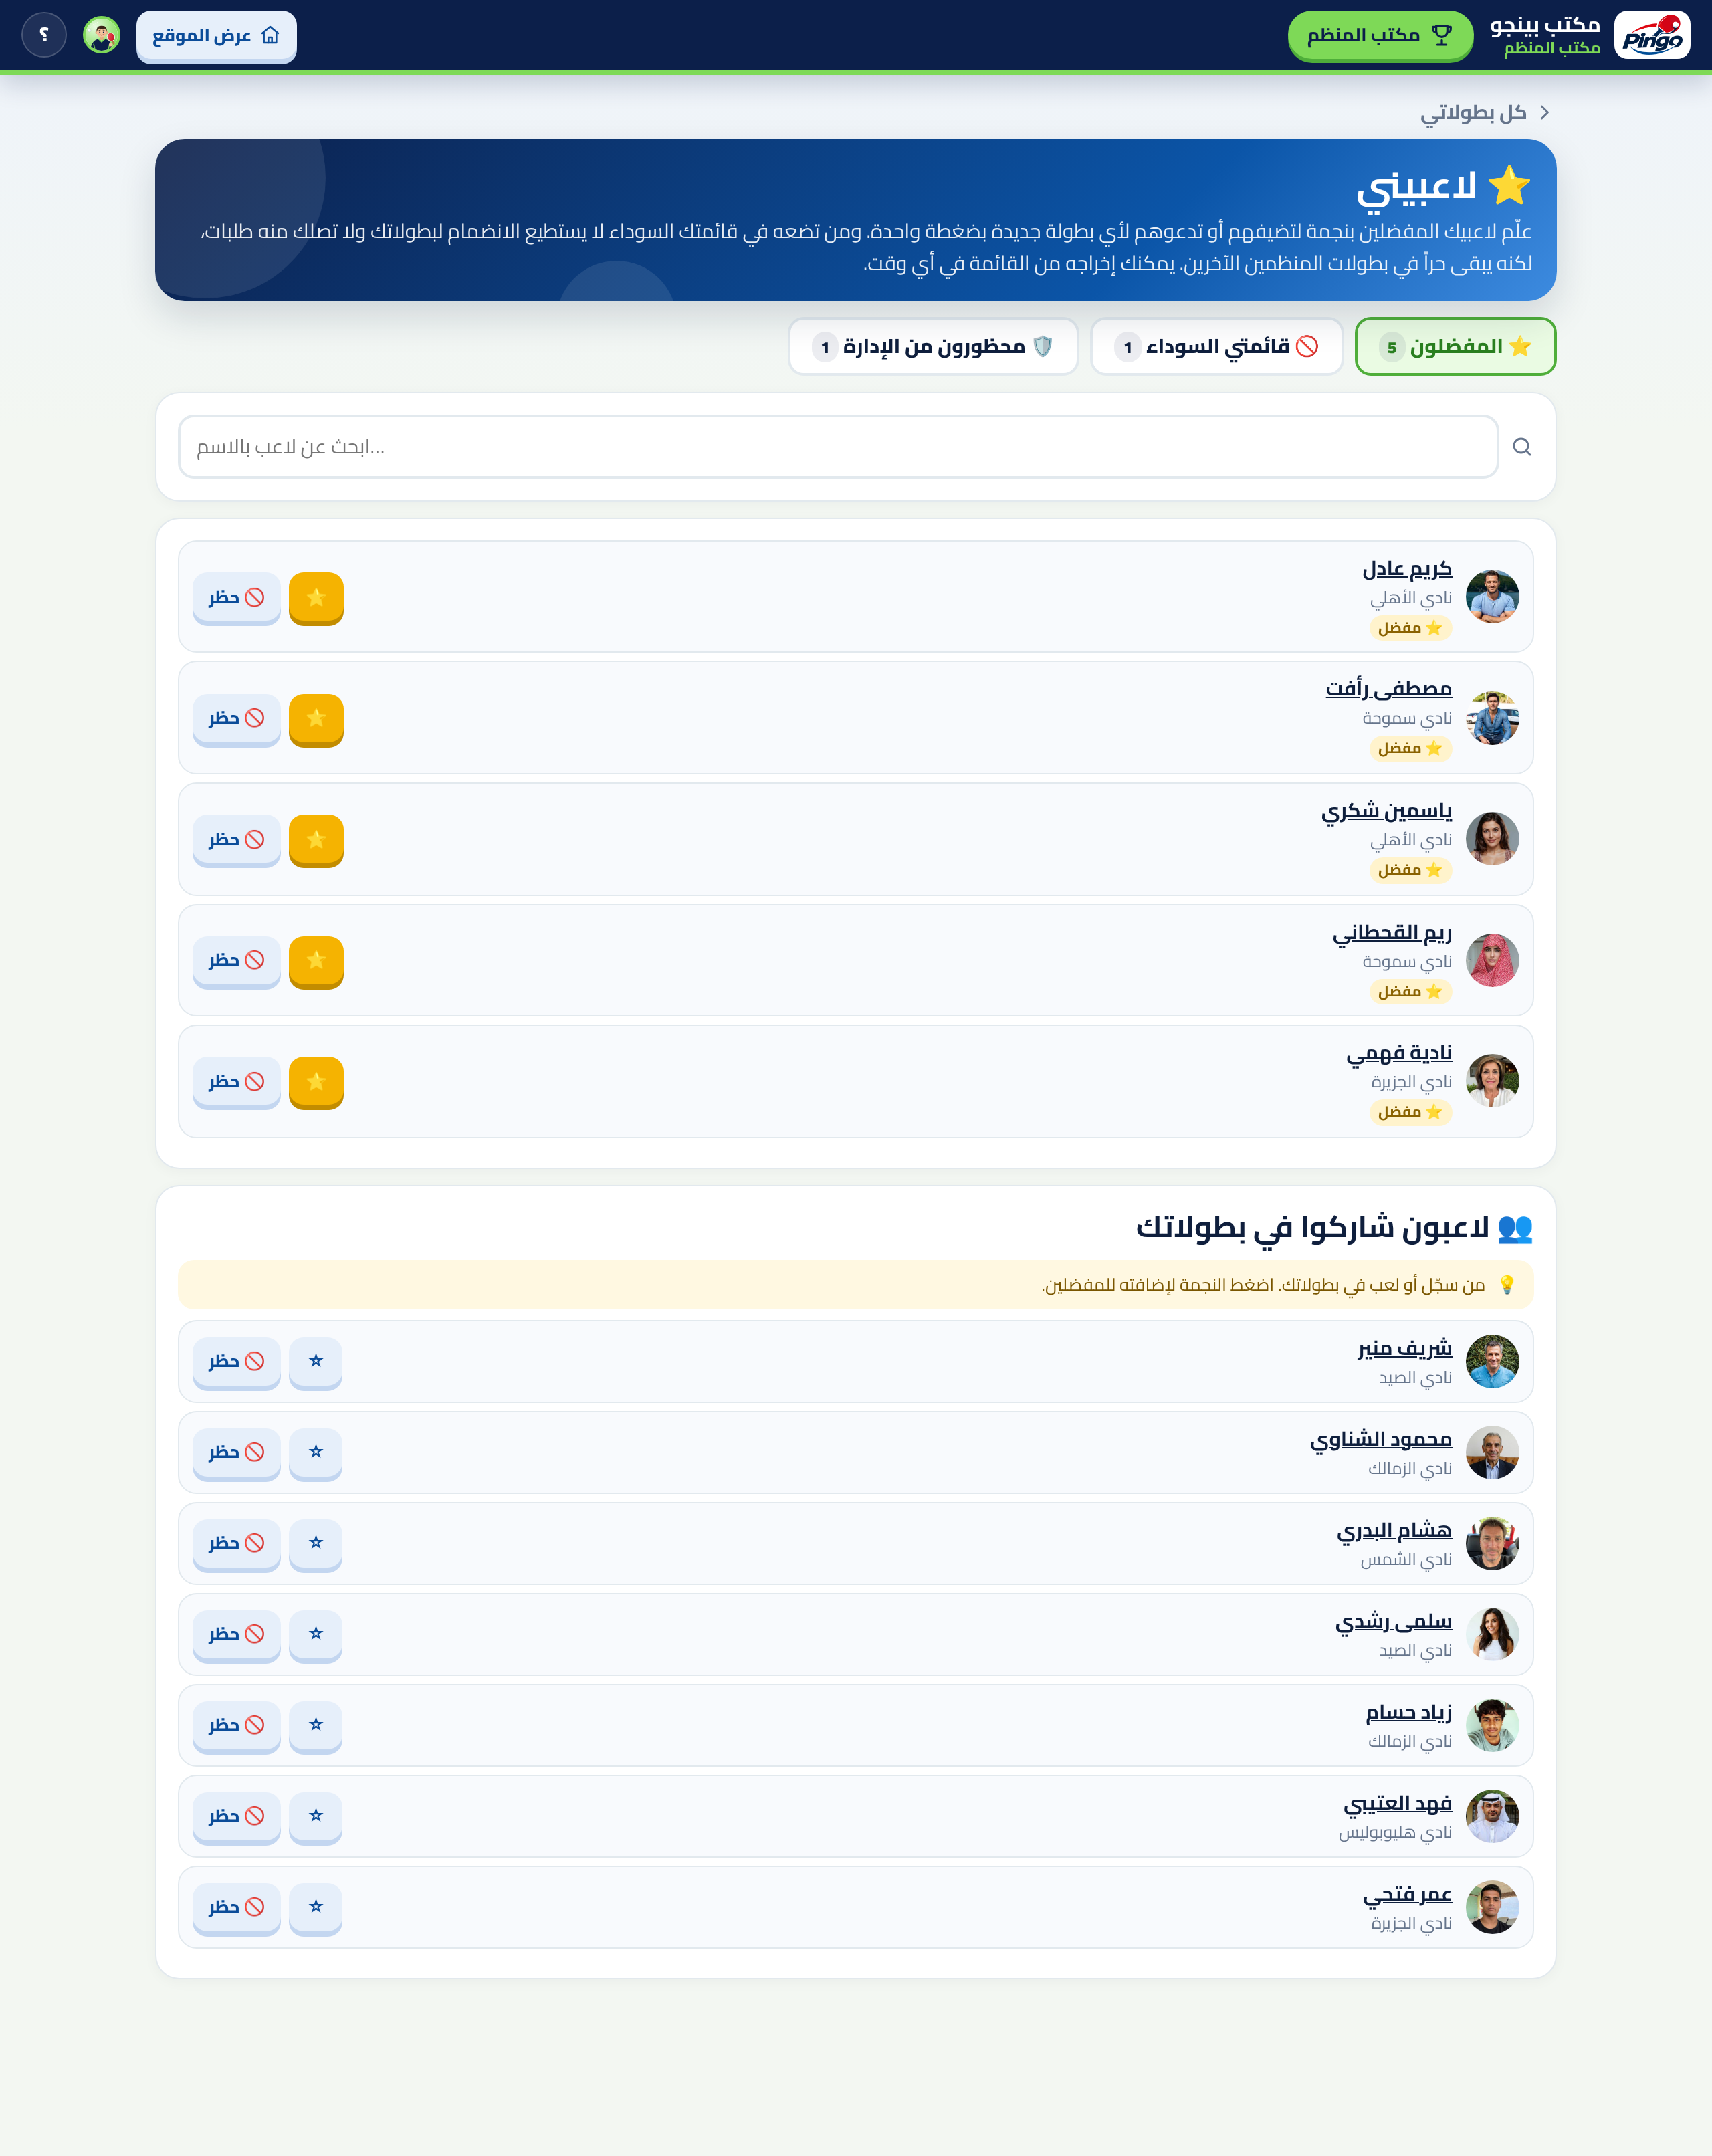 Pingo
مكتب بينجو
مكتب المنظم
مكتب المنظم
عرض الموقع
؟
كل بطولاتي
⭐ لاعبيني
علّم لاعبيك المفضلين بنجمة لتضيفهم أو تدعوهم لأي بطولة جديدة بضغطة واحدة. ومن تضعه في قائمتك السوداء لا يستطيع الانضمام لبطولاتك ولا تصلك منه طلبات،
لكنه يبقى حراً في بطولات المنظمين الآخرين. يمكنك إخراجه من القائمة في أي وقت.
⭐ المفضلون 5
🚫 قائمتي السوداء 1
🛡️ محظورون من الإدارة 1
ابحث عن لاعب بالاسم...
كريم عادل
نادي الأهلي
⭐ مفضل
⭐
🚫 حظر
مصطفى رأفت
نادي سموحة
⭐ مفضل
⭐
🚫 حظر
ياسمين شكري
نادي الأهلي
⭐ مفضل
⭐
🚫 حظر
ريم القحطاني
نادي سموحة
⭐ مفضل
⭐
🚫 حظر
نادية فهمي
نادي الجزيرة
⭐ مفضل
⭐
🚫 حظر
👥 لاعبون شاركوا في بطولاتك
💡 من سجّل أو لعب في بطولاتك. اضغط النجمة لإضافته للمفضلين.
شريف منير
نادي الصيد
☆
🚫 حظر
محمود الشناوي
نادي الزمالك
☆
🚫 حظر
هشام البدري
نادي الشمس
☆
🚫 حظر
سلمى رشدي
نادي الصيد
☆
🚫 حظر
زياد حسام
نادي الزمالك
☆
🚫 حظر
فهد العتيبي
نادي هليوبوليس
☆
🚫 حظر
عمر فتحي
نادي الجزيرة
☆
🚫 حظر